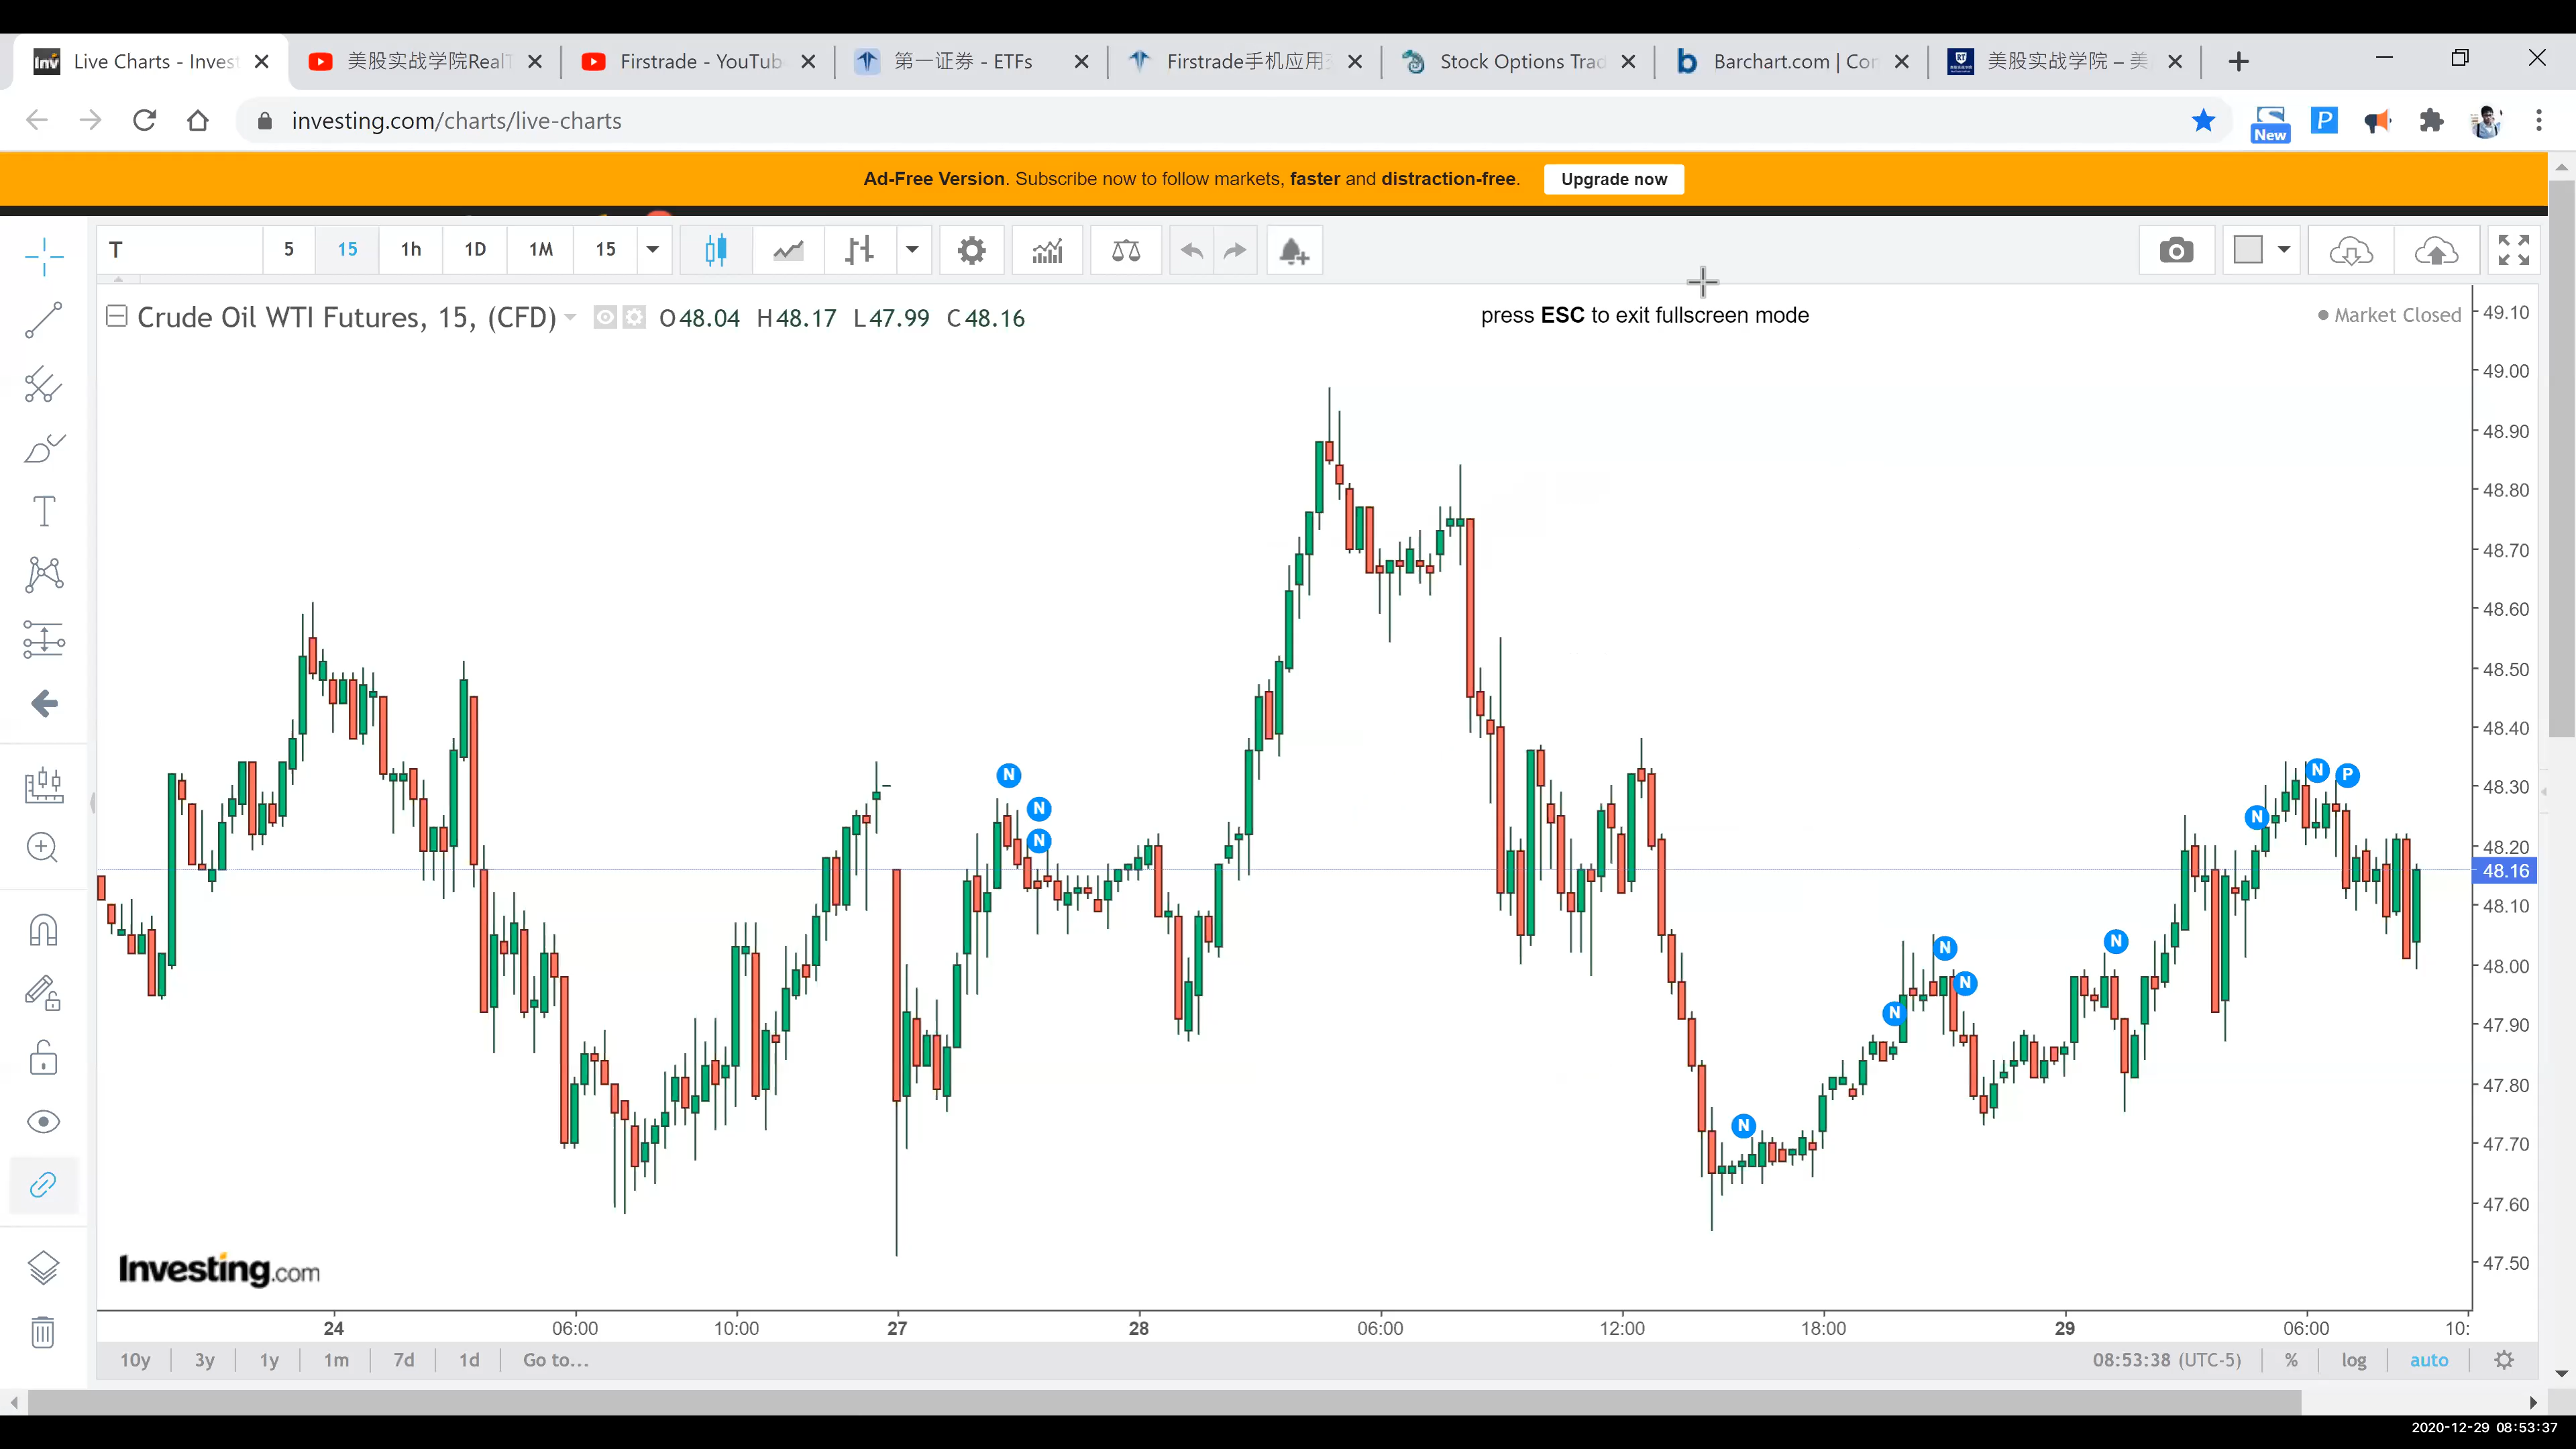 Live Charts - Invest
美股实战学院RealT
Firstrade - YouTub
第一证券 - ETFs
Firstrade手机应用
Stock Options Trad
Barchart.com | Cor
美股实战学院 – 美
investing.com/charts/live-charts
New
P
Ad-Free Version. Subscribe now to follow markets, faster and distraction-free. Upgrade now
T 5 15 1h 1D 1M 15
Crude Oil WTI Futures, 15, (CFD) O48.04 H48.17 L47.99 C48.16
press ESC to exit fullscreen mode
Market Closed
49.10
49.00
48.90
48.80
48.70
48.60
48.50
48.40
48.30
48.20
48.16
48.10
48.00
47.90
47.80
47.70
47.60
47.50
N
N
N
N
N
N
N
N
N
N
P
Investing.com
24 06:00 10:00 27 28 06:00 12:00 18:00 29 06:00 10:
10y 3y 1y 1m 7d 1d Go to... 08:53:38 (UTC-5) % log auto
2020-12-29 08:53:37